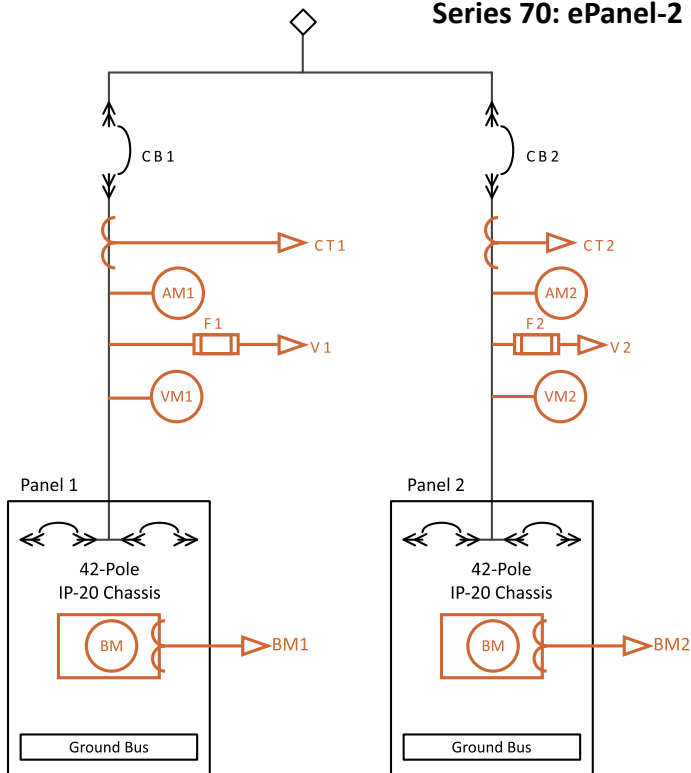 Series 70: ePanel-2
CB1
CB2
CT1
CT2
AM1
AM2
F1
F2
V1
V2
VM1
VM2
Panel 1
Panel 2
42-Pole
IP-20 Chassis
42-Pole
IP-20 Chassis
BM
BM1
BM
BM2
Ground Bus
Ground Bus